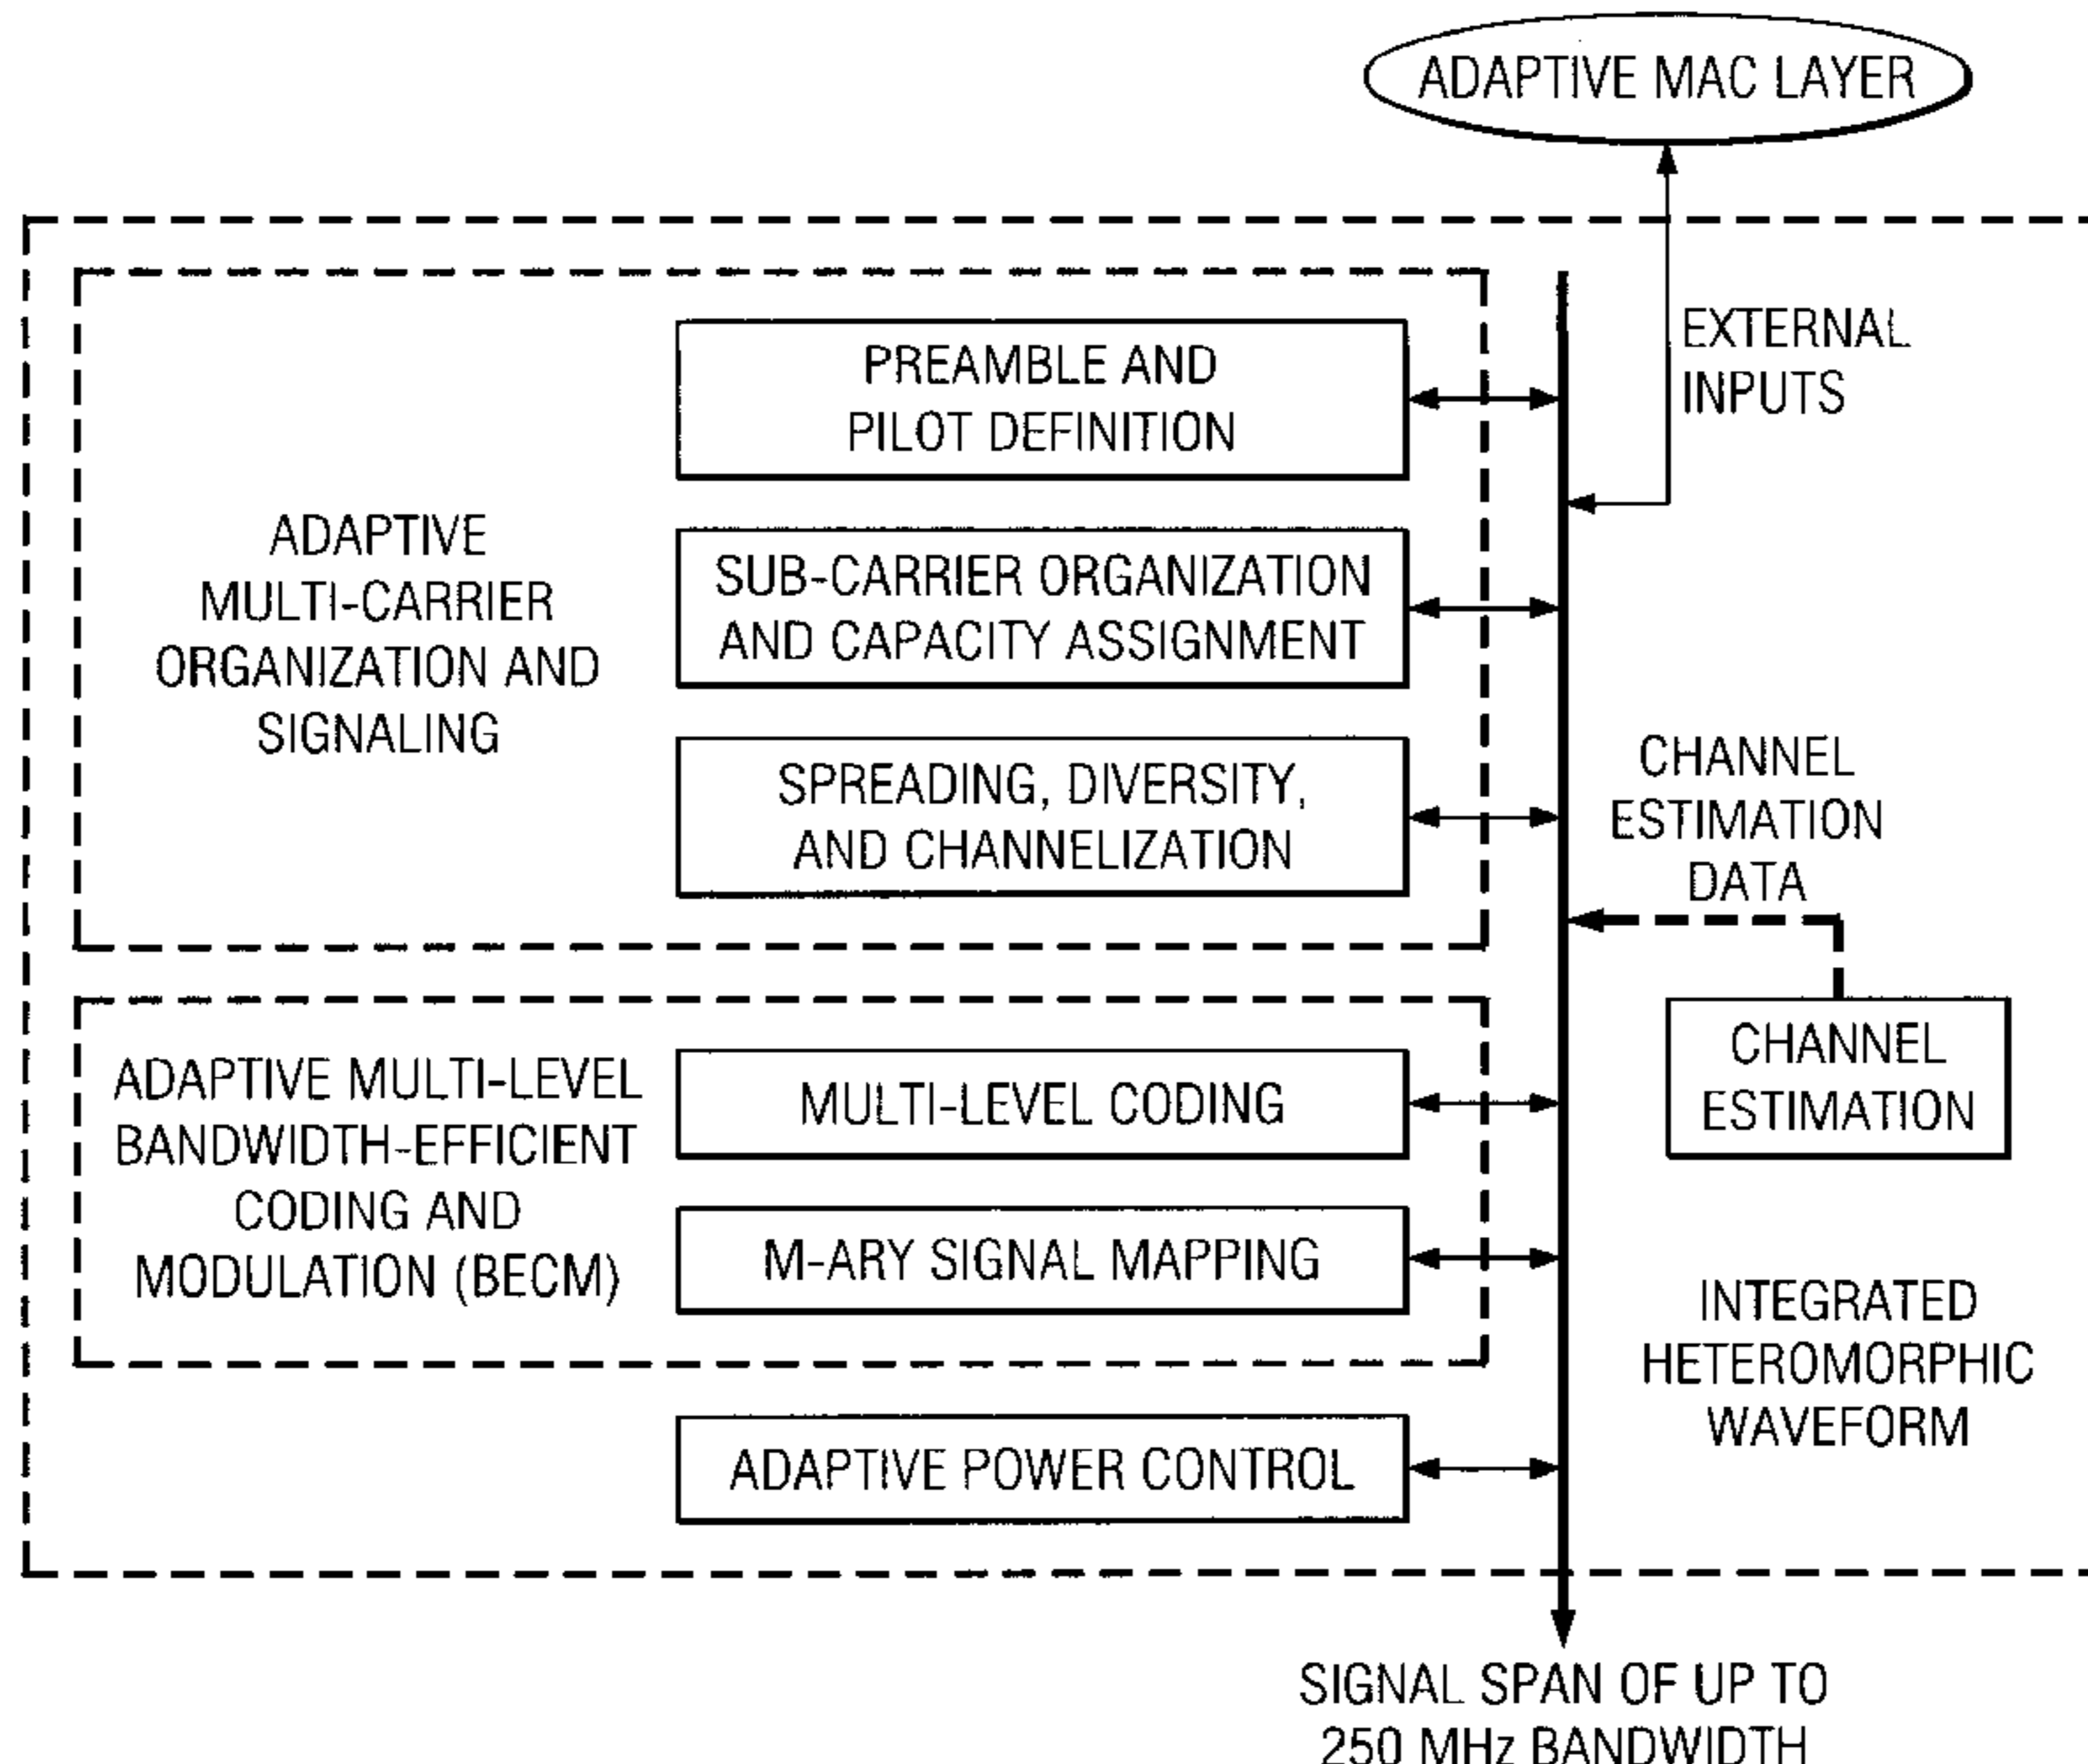 ADAPTIVE MAC LAYER
EXTERNAL
INPUTS
PREAMBLE AND
PILOT DEFINITION
ADAPTIVE
MULTI-CARRIER
ORGANIZATION AND
SIGNALING
SUB-CARRIER ORGANIZATION
AND CAPACITY ASSIGNMENT
SPREADING, DIVERSITY,
AND CHANNELIZATION
CHANNEL
ESTIMATION
DATA
CHANNEL
ESTIMATION
ADAPTIVE MULTI-LEVEL
BANDWIDTH-EFFICIENT
CODING AND
MODULATION (BECM)
MULTI-LEVEL CODING
M-ARY SIGNAL MAPPING
INTEGRATED
HETEROMORPHIC
WAVEFORM
ADAPTIVE POWER CONTROL
SIGNAL SPAN OF UP TO
250 MHz BANDWIDTH